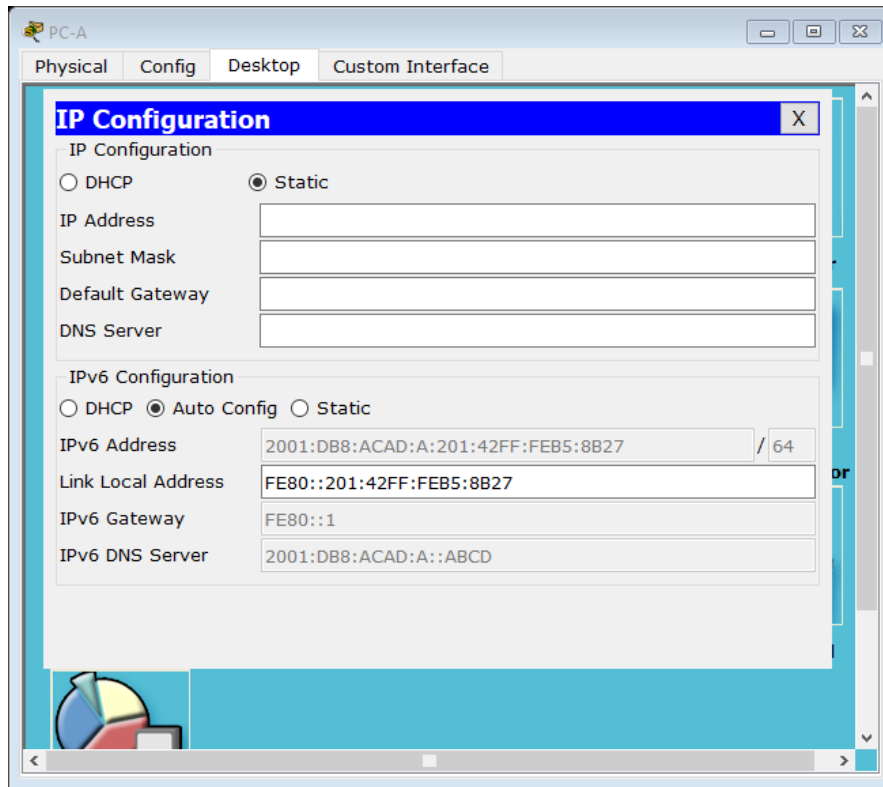 PC-A
Physical Config Desktop Custom Interface
IP Configuration X
IP Configuration
DHCP Static
IP Address
Subnet Mask
Default Gateway
DNS Server
IPv6 Configuration
DHCP Auto Config Static
IPv6 Address 2001:DB8:ACAD:A:201:42FF:FEB5:8B27 / 64
Link Local Address FE80::201:42FF:FEB5:8B27
or
IPv6 Gateway FE80::1
IPv6 DNS Server 2001:DB8:ACAD:A::ABCD